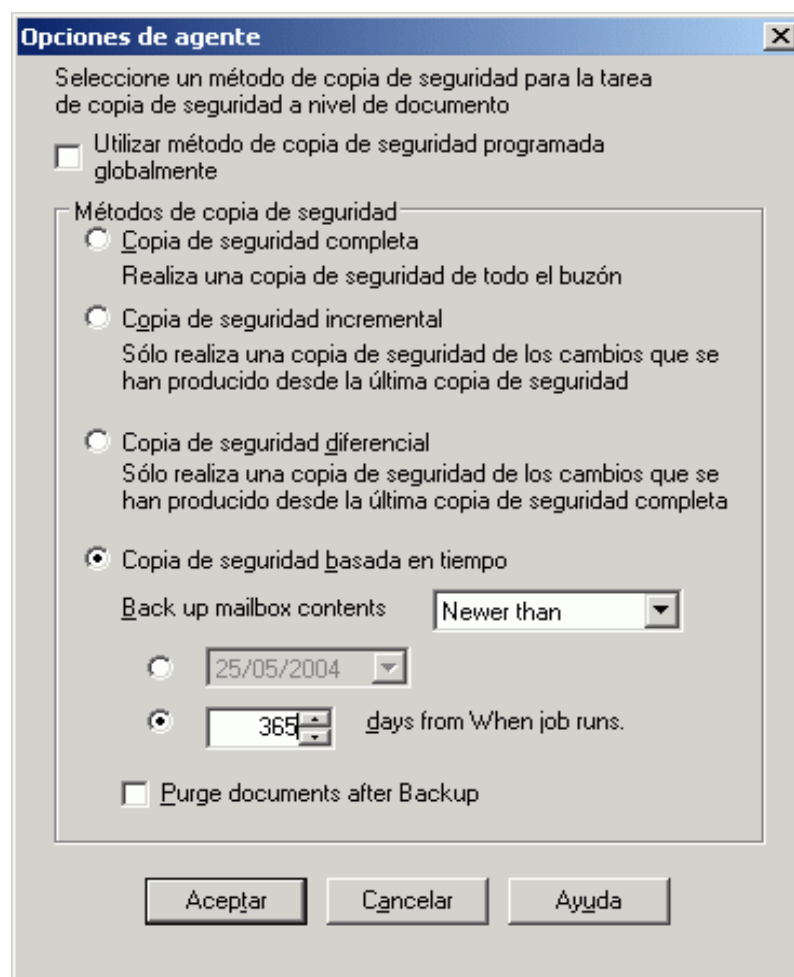 Opciones de agente
Seleccione un método de copia de seguridad para la tarea
de copia de seguridad a nivel de documento
Utilizar método de copia de seguridad programada
globalmente
Métodos de copia de seguridad
Copia de seguridad completa
Realiza una copia de seguridad de todo el buzón
Copia de seguridad incremental
Sólo realiza una copia de seguridad de los cambios que se
han producido desde la última copia de seguridad
Copia de seguridad diferencial
Sólo realiza una copia de seguridad de los cambios que se
han producido desde la última copia de seguridad completa
Copia de seguridad basada en tiempo
Back up mailbox contents Newer than
25/05/2004
365 days from When job runs.
Purge documents after Backup
Aceptar Cancelar Ayuda